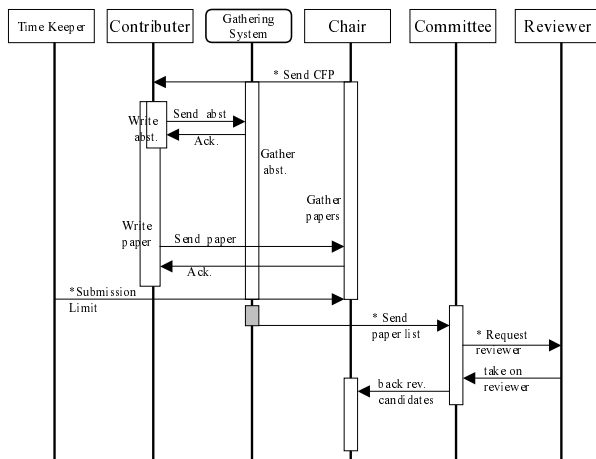 Time Keeper
Contributer
Gathering
System
Chair
Committee
Reviewer
* Send CFP
Write
abst.
Send abst
Ack.
Gather
abst.
Gather
papers
Write
paper
Send paper
Ack.
*Submission
Limit
* Send
paper list
* Request
reviewer
take on
reviewer
back rev.
candidates